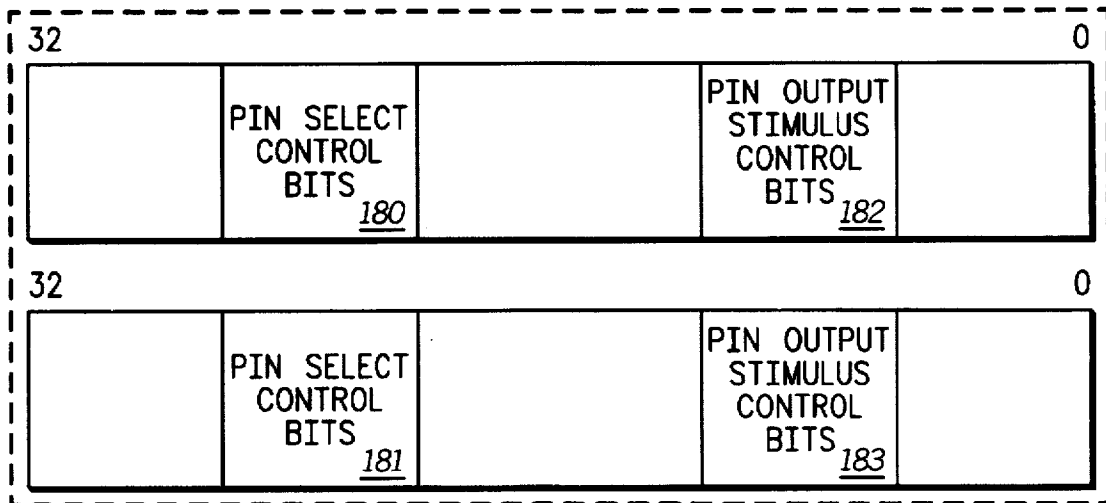 32 0
PIN SELECT
CONTROL
BITS
180
PIN OUTPUT
STIMULUS
CONTROL
BITS
182
32 0
PIN SELECT
CONTROL
BITS
181
PIN OUTPUT
STIMULUS
CONTROL
BITS
183